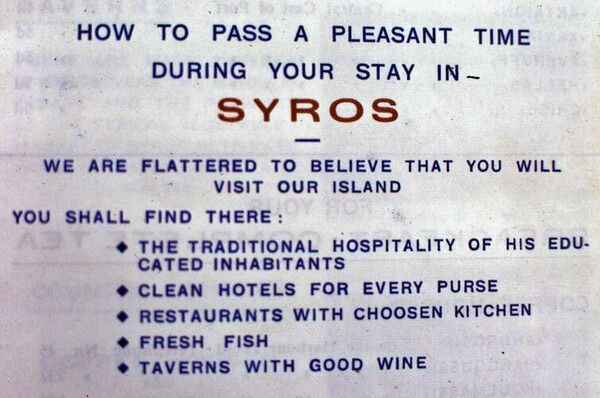 HOW TO PASS A PLEASANT TIME
DURING YOUR STAY IN –
SYROS
—
WE ARE FLATTERED TO BELIEVE THAT YOU WILL
VISIT OUR ISLAND
YOU SHALL FIND THERE :
◆ THE TRADITIONAL HOSPITALITY OF HIS EDU-
CATED INHABITANTS
◆ CLEAN HOTELS FOR EVERY PURSE
◆ RESTAURANTS WITH CHOOSEN KITCHEN
◆ FRESH FISH
◆ TAVERNS WITH GOOD WINE